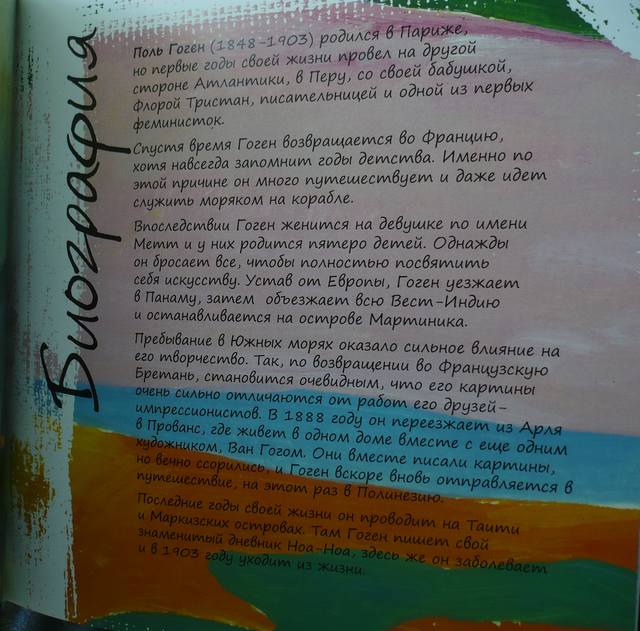 Биография
Поль Гоген (1848-1903) родился в Париже,
но первые годы своей жизни провел на другой
стороне Атлантики, в Перу, со своей бабушкой,
Флорой Тристан, писательницей и одной из первых
феминисток.
Спустя время Гоген возвращается во Францию,
хотя навсегда запомнит годы детства. Именно по
этой причине он много путешествует и даже идет
служить моряком на корабле.
Впоследствии Гоген женится на девушке по имени
Метт и у них родится пятеро детей. Однажды
он бросает все, чтобы полностью посвятить
себя искусству. Устав от Европы, Гоген уезжает
в Панаму, затем объезжает всю Вест-Индию
и останавливается на острове Мартиника.
Пребывание в Южных морях оказало сильное влияние на
его творчество. Так, по возвращении во Французскую
Бретань, становится очевидным, что его картины
очень сильно отличаются от работ его друзей-
импрессионистов. В 1888 году он переезжает из Арля
в Прованс, где живет в одном доме вместе с еще одним
художником, Ван Гогом. Они вместе писали картины,
но вечно ссорились, и Гоген вскоре вновь отправляется в
путешествие, на этот раз в Полинезию.
Последние годы своей жизни он проводит на Таити
и Маркизских островах. Там Гоген пишет свой
знаменитый дневник Ноа-Ноа, здесь же он заболевает
и в 1903 году уходит из жизни.